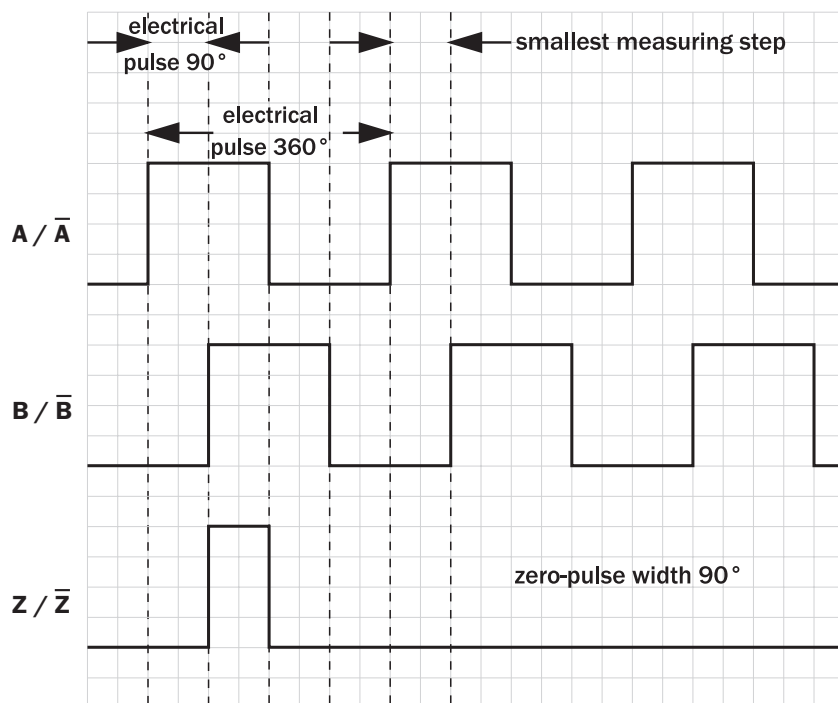 electrical
pulse 90°
smallest measuring step
electrical
pulse 360°
A / A̅
B / B̅
zero-pulse width 90°
Z / Z̅